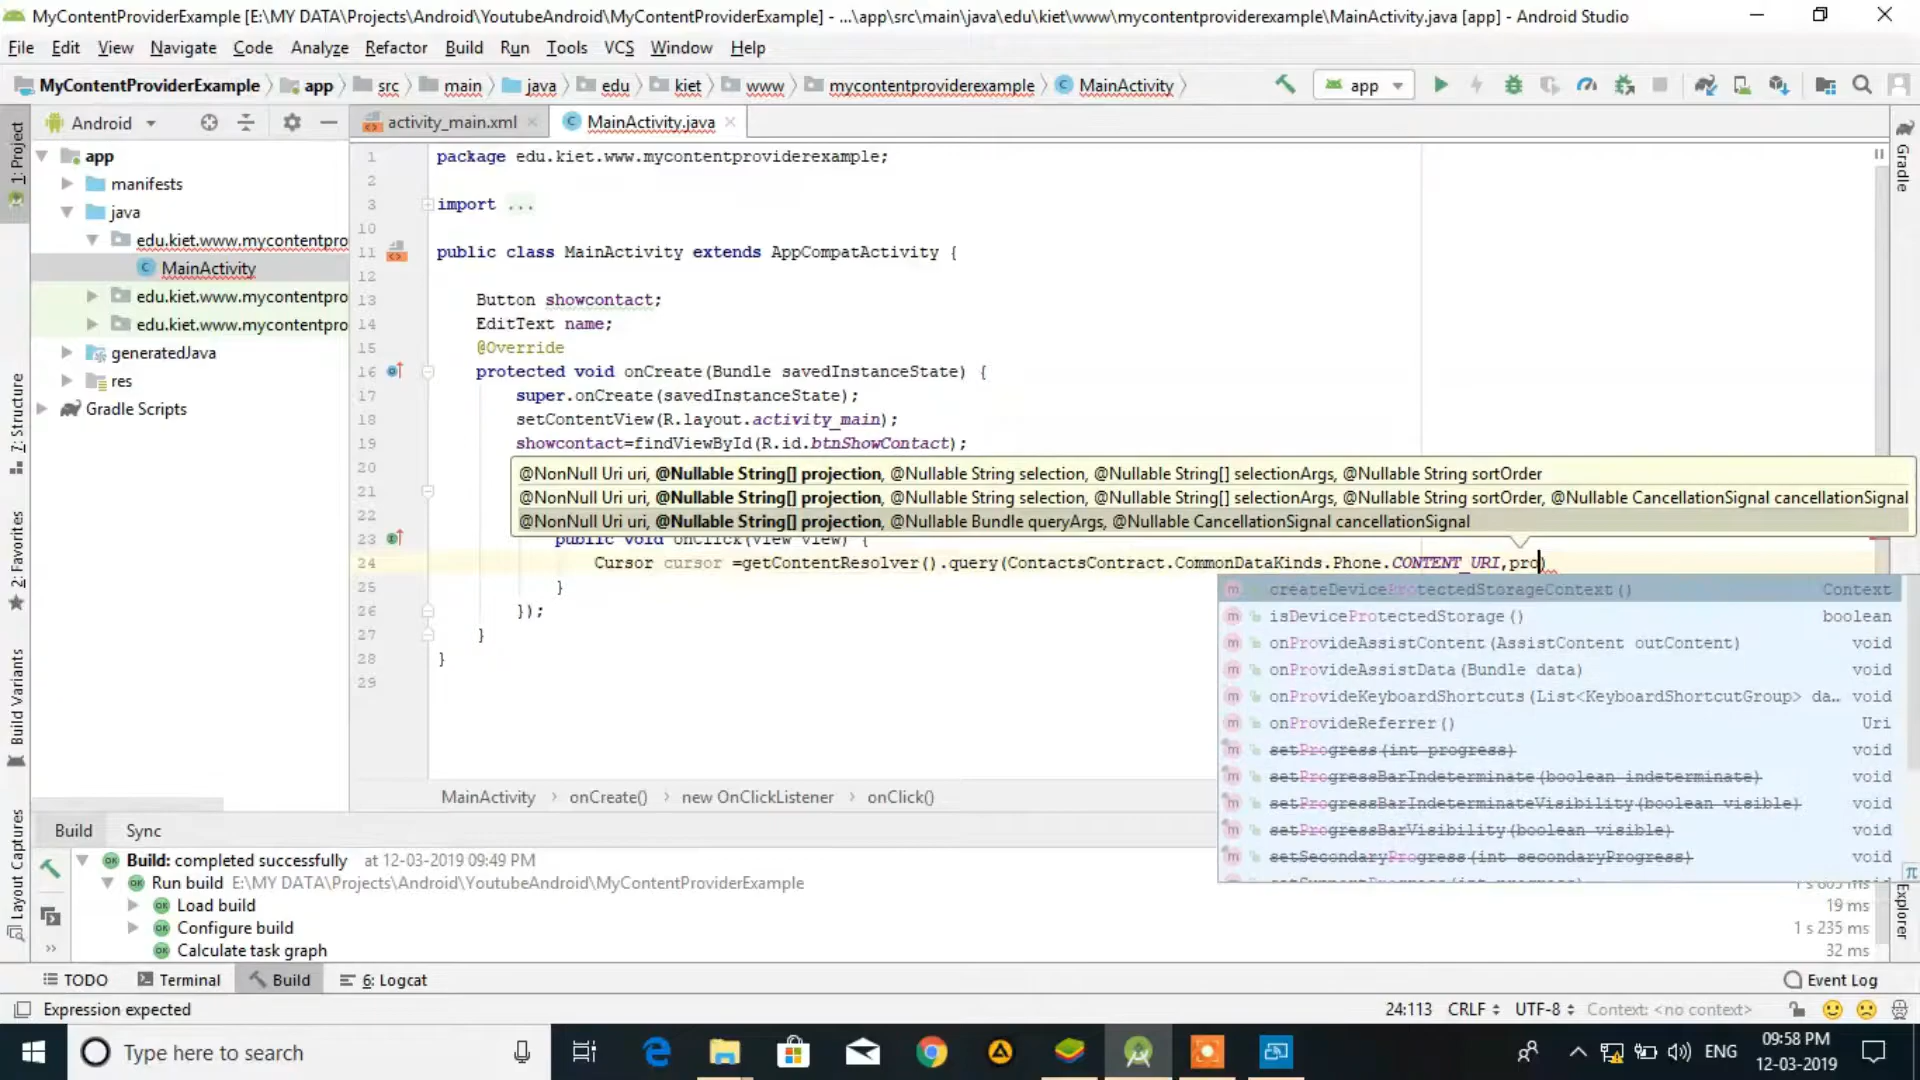 MyContentProviderExample [E:\MY DATA\Projects\Android\YoutubeAndroid\MyContentProviderExample] - ...\app\src\main\java\edu\kiet\www\mycontentproviderexample\MainActivity.java [app] - Android Studio
File Edit View Navigate Code Analyze Refactor Build Run Tools VCS Window Help
MyContentProviderExample app src main java edu kiet www mycontentproviderexample MainActivity app
Android activity_main.xml MainActivity.java
1: Project
7: Structure
2: Favorites
Build Variants
Layout Captures
Gradle
Explorer
app
manifests
java
edu.kiet.www.mycontentpro
MainActivity
edu.kiet.www.mycontentpro
edu.kiet.www.mycontentpro
generatedJava
res
Gradle Scripts
1 package edu.kiet.www.mycontentproviderexample;
2
3 import ...
10
11 public class MainActivity extends AppCompatActivity {
12
13 Button showcontact;
14 EditText name;
15 @Override
16 protected void onCreate(Bundle savedInstanceState) {
17 super.onCreate(savedInstanceState);
18 setContentView(R.layout.activity_main);
19 showcontact=findViewById(R.id.btnShowContact);
20 @NonNull Uri uri, @Nullable String[] projection, @Nullable String selection, @Nullable String[] selectionArgs, @Nullable String sortOrder
21 @NonNull Uri uri, @Nullable String[] projection, @Nullable String selection, @Nullable String[] selectionArgs, @Nullable String sortOrder, @Nullable CancellationSignal cancellationSignal
22 @NonNull Uri uri, @Nullable String[] projection, @Nullable Bundle queryArgs, @Nullable CancellationSignal cancellationSignal
23 public void onClick(View view) {
24 Cursor cursor =getContentResolver().query(ContactsContract.CommonDataKinds.Phone.CONTENT_URI,pro)
25 }
26 });
27 }
28 }
29
createDeviceProtectedStorageContext() Context
isDeviceProtectedStorage() boolean
onProvideAssistContent(AssistContent outContent) void
onProvideAssistData(Bundle data) void
onProvideKeyboardShortcuts(List<KeyboardShortcutGroup> da… void
onProvideReferrer() Uri
setProgress(int progress) void
setProgressBarIndeterminate(boolean indeterminate) void
setProgressBarIndeterminateVisibility(boolean visible) void
setProgressBarVisibility(boolean visible) void
setSecondaryProgress(int secondaryProgress) void
MainActivity onCreate() new OnClickListener onClick()
Build Sync
Build: completed successfully at 12-03-2019 09:49 PM
Run build E:\MY DATA\Projects\Android\YoutubeAndroid\MyContentProviderExample
Load build 19 ms
Configure build 1 s 235 ms
Calculate task graph 32 ms
TODO Terminal Build 6: Logcat Event Log
Expression expected 24:113 CRLF UTF-8 Context: <no context>
Type here to search ENG 09:58 PM
12-03-2019